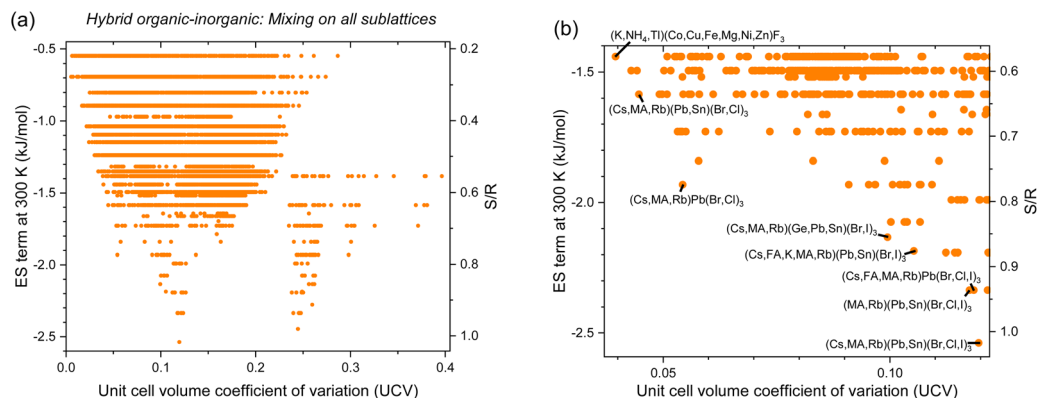 (a)
Hybrid organic-inorganic: Mixing on all sublattices
ES term at 300 K (kJ/mol)
-0.5
-1.0
-1.5
-2.0
-2.5
0.0
0.1
0.2
0.3
0.4
Unit cell volume coefficient of variation (UCV)
0.2
0.4
0.6
0.8
1.0
S/R
(b)
(K,NH4,Tl)(Co,Cu,Fe,Mg,Ni,Zn)F3
(Cs,MA,Rb)(Pb,Sn)(Br,Cl)3
(Cs,MA,Rb)Pb(Br,Cl)3
(Cs,MA,Rb)(Ge,Pb,Sn)(Br,I)3
(Cs,FA,K,MA,Rb)(Pb,Sn)(Br,I)3
(Cs,FA,MA,Rb)Pb(Br,Cl,I)3
(MA,Rb)(Pb,Sn)(Br,Cl,I)3
(Cs,MA,Rb)(Pb,Sn)(Br,Cl,I)3
ES term at 300 K (kJ/mol)
-1.5
-2.0
-2.5
0.05
0.10
Unit cell volume coefficient of variation (UCV)
0.6
0.7
0.8
0.9
1.0
S/R